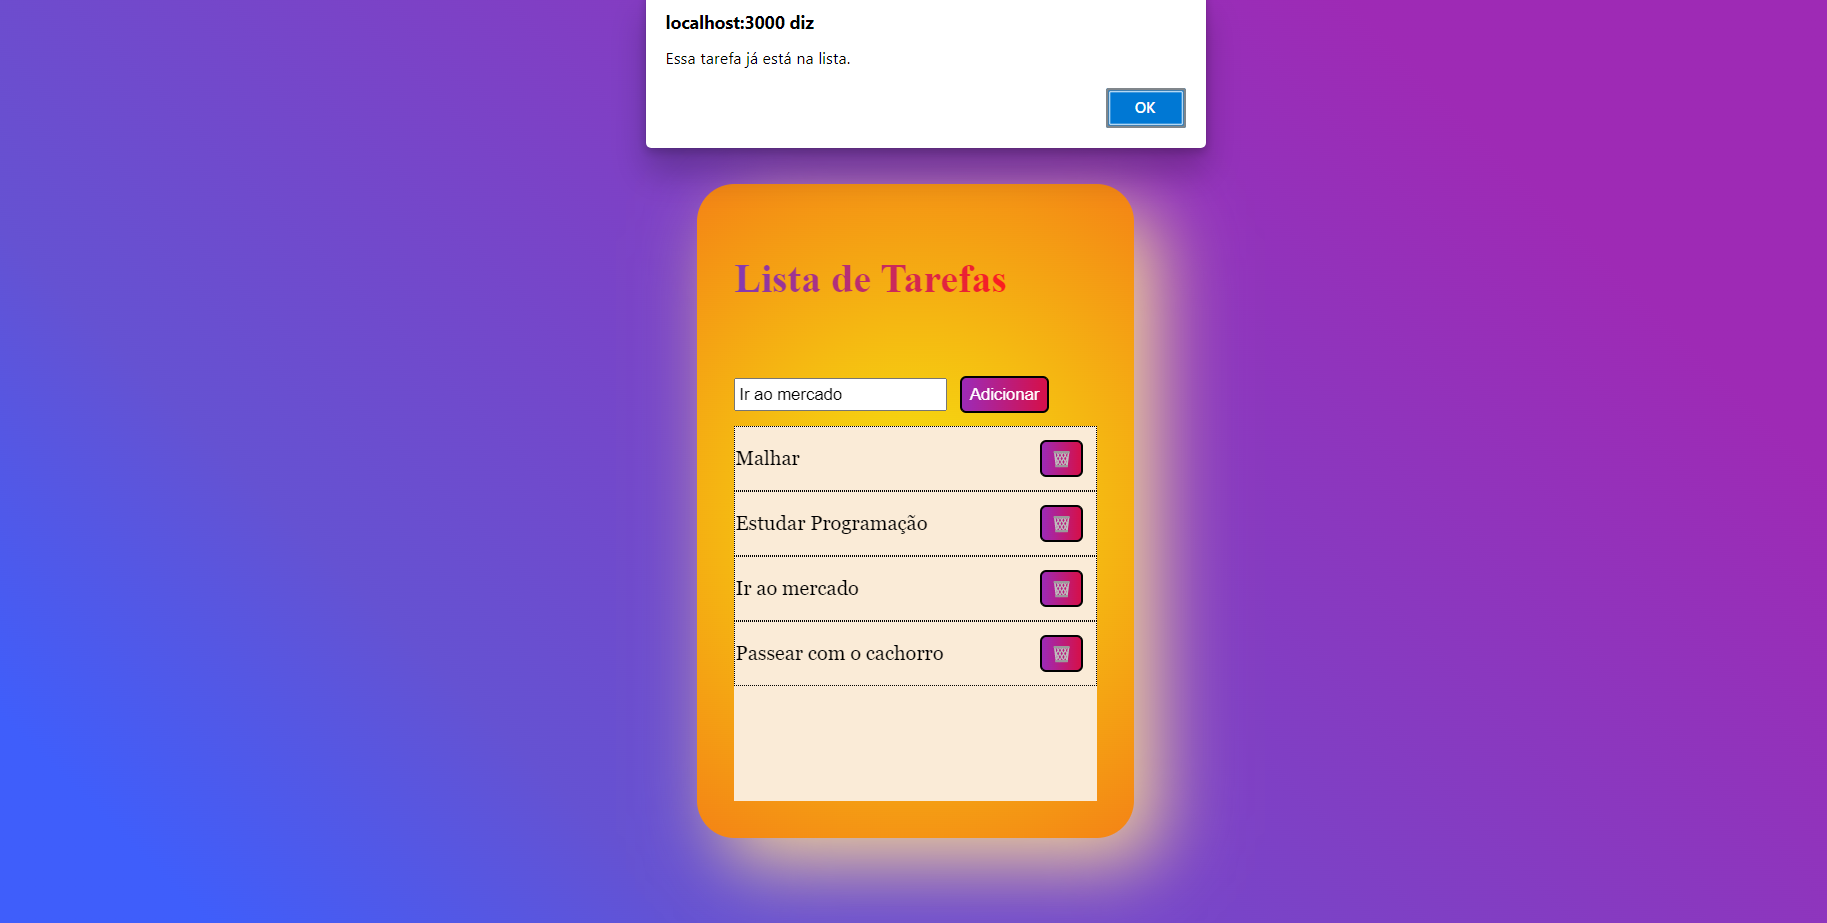 localhost:3000 diz
Essa tarefa já está na lista.
OK
Lista de Tarefas
Ir ao mercado
Adicionar
Malhar
Estudar Programação
Ir ao mercado
Passear com o cachorro